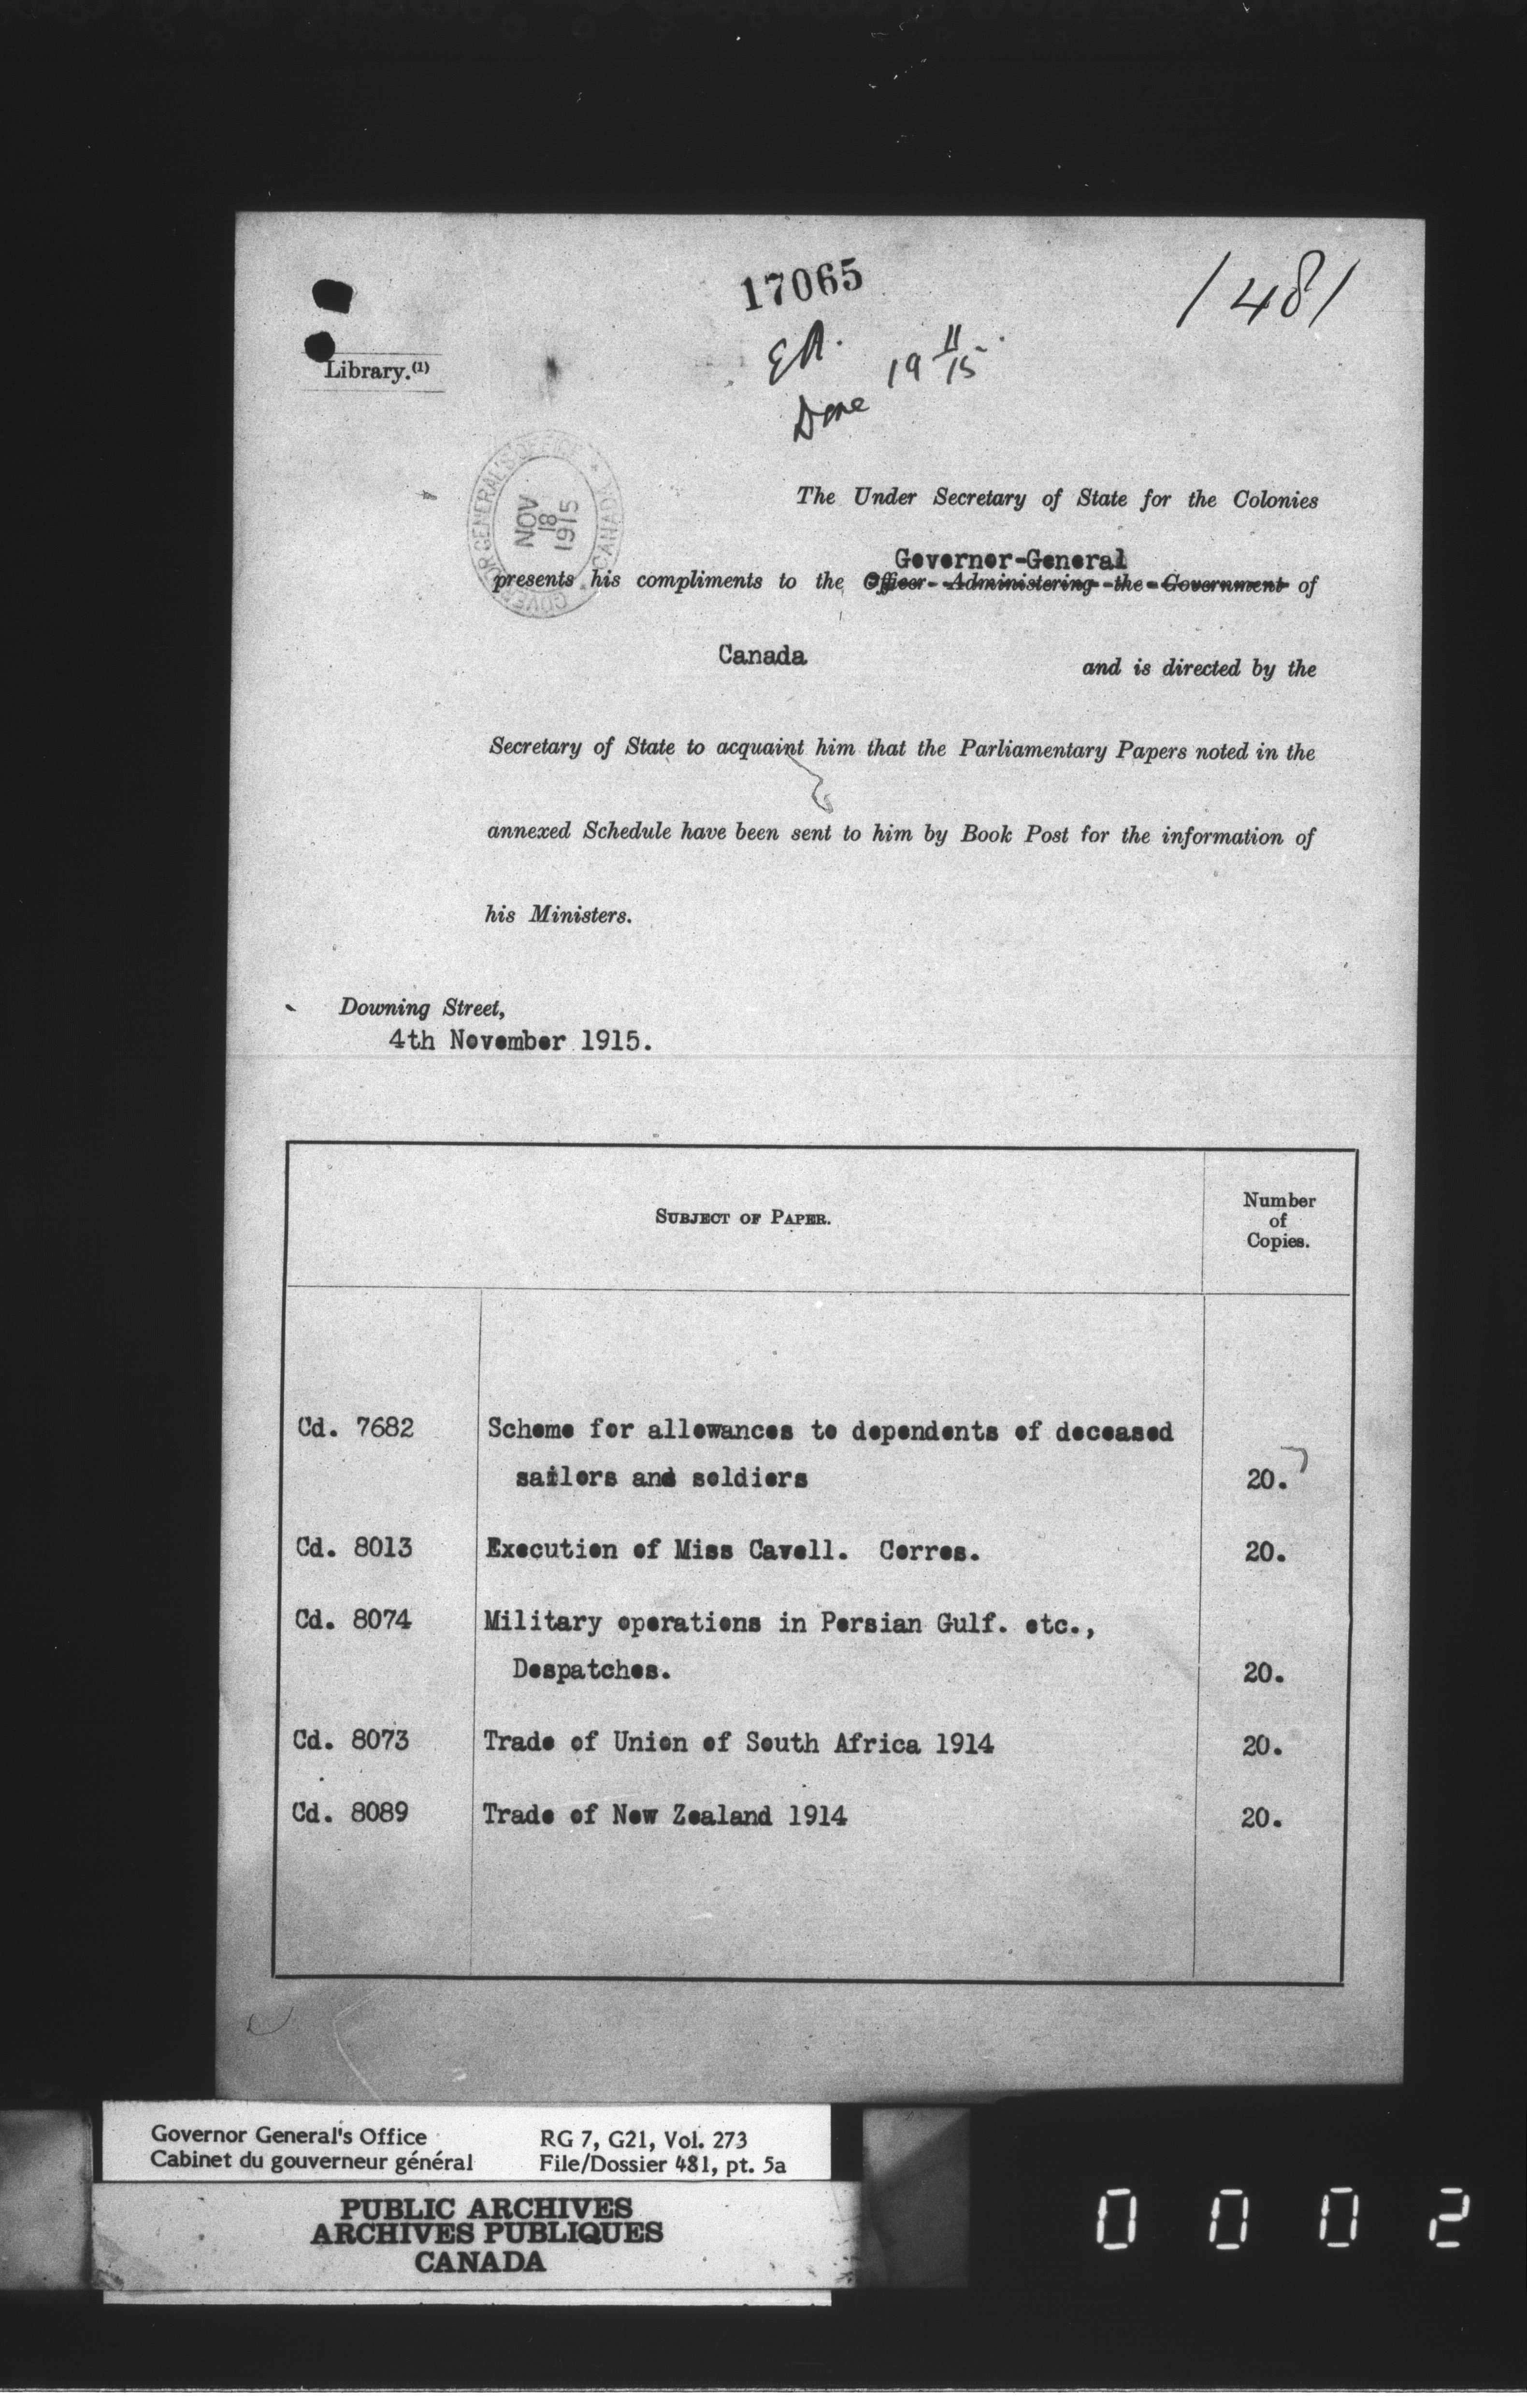 17065
1481
EA.
19 11/15.
Done
Library.(1)
GOVERNOR GENERAL'S OFFICE * CANADA *
NOV
18
1915
The Under Secretary of State for the Colonies
Governor-General
presents his compliments to the Officer Administering the Government of
Canada and is directed by the
Secretary of State to acquaint him that the Parliamentary Papers noted in the
annexed Schedule have been sent to him by Book Post for the information of
his Ministers.
Downing Street,
4th November 1915.
SUBJECT OF PAPER.
Number
of
Copies.
Cd. 7682 Scheme for allowances to dependents of deceased
sailors and soldiers 20.
Cd. 8013 Execution of Miss Cavell. Corres. 20.
Cd. 8074 Military operations in Persian Gulf. etc.,
Despatches. 20.
Cd. 8073 Trade of Union of South Africa 1914 20.
Cd. 8089 Trade of New Zealand 1914 20.
Governor General's Office RG 7, G21, Vol. 273
Cabinet du gouverneur général File/Dossier 481, pt. 5a
PUBLIC ARCHIVES
ARCHIVES PUBLIQUES
CANADA
0002